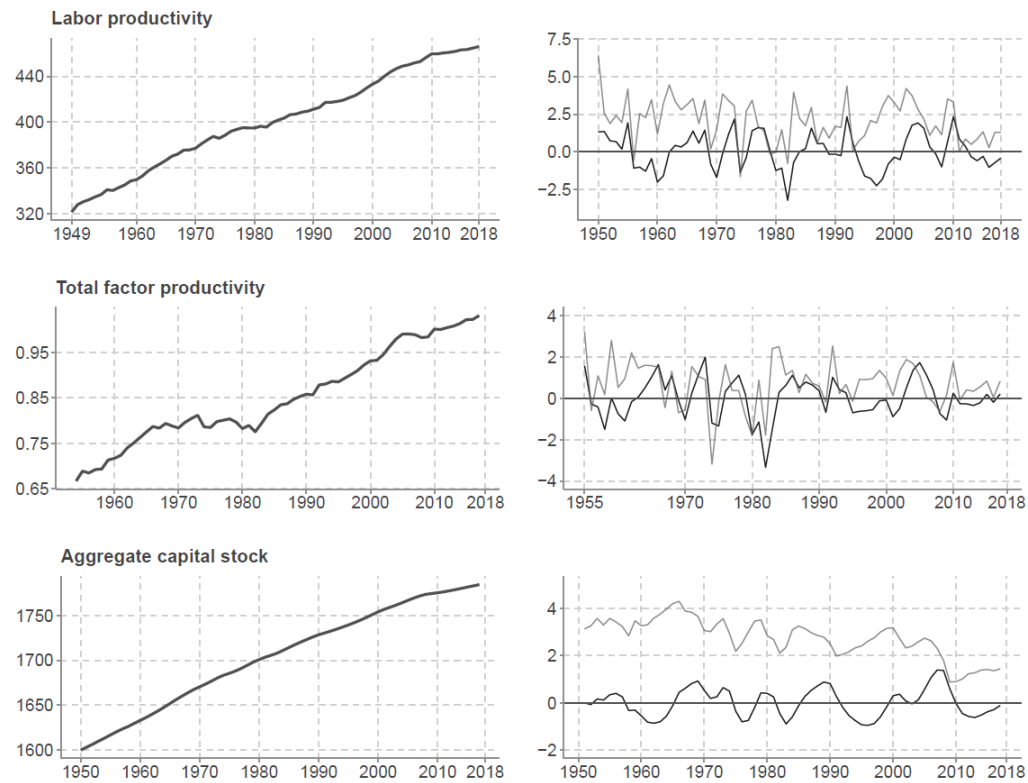 Labor productivity
440
400
360
320
1949 1960 1970 1980 1990 2000 2010 2018
7.5
5.0
2.5
0.0
−2.5
1950 1960 1970 1980 1990 2000 2010 2018
Total factor productivity
0.95
0.85
0.75
0.65
1960 1970 1980 1990 2000 2010 2018
4
2
0
−2
−4
1955 1970 1980 1990 2000 2010 2018
Aggregate capital stock
1750
1700
1650
1600
1950 1960 1970 1980 1990 2000 2010 2018
4
2
0
−2
1950 1960 1970 1980 1990 2000 2010 2018